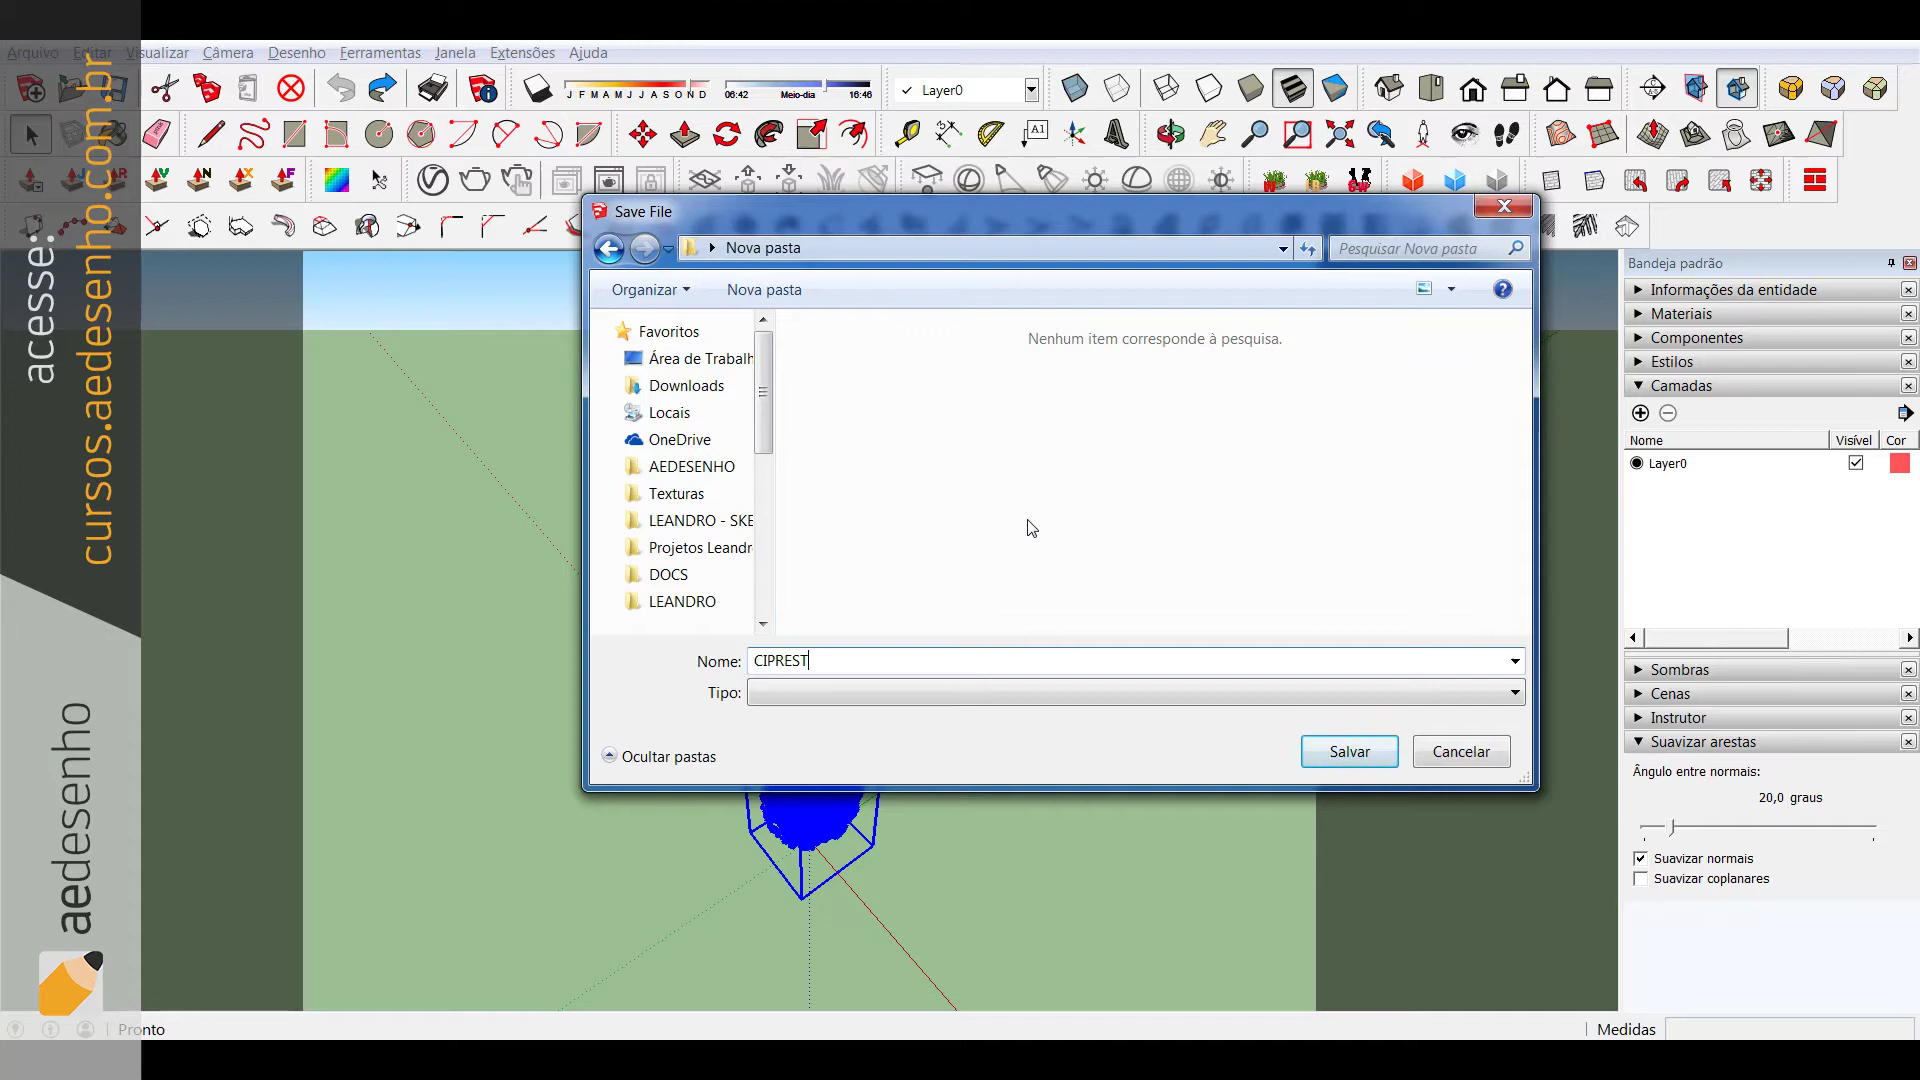 Arquivo Editar Visualizar Câmera Desenho Ferramentas Janela Extensões Ajuda
J F M A M J J A S O N D
06:42 Meio-dia 16:46
Layer0
A1
acesse:
cursos.aedesenho.com.br
aedesenho
Save File
Nova pasta
Pesquisar Nova pasta
Organizar
Nova pasta
Favoritos
Área de Trabalh
Downloads
Locais
OneDrive
AEDESENHO
Texturas
LEANDRO - SKE
Projetos Leandr
DOCS
LEANDRO
Nenhum item corresponde à pesquisa.
Nome: CIPREST
Tipo:
Ocultar pastas
Salvar
Cancelar
Bandeja padrão
Informações da entidade
Materiais
Componentes
Estilos
Camadas
Nome Visível Cor
Layer0
Sombras
Cenas
Instrutor
Suavizar arestas
Ângulo entre normais:
20,0 graus
Suavizar normais
Suavizar coplanares
Pronto
Medidas